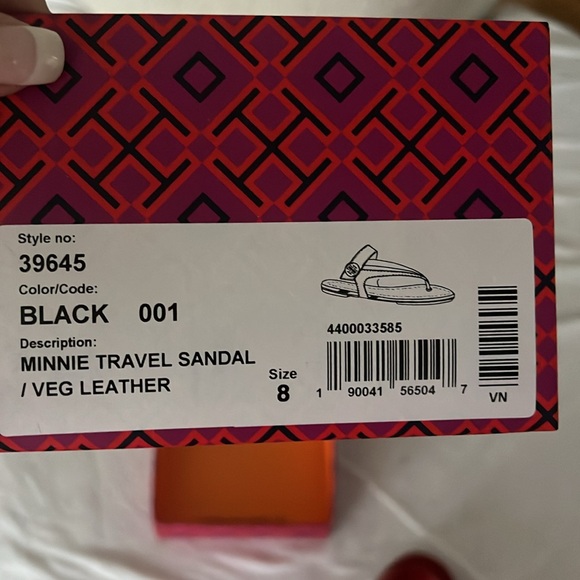 Style no:
39645
Color/Code:
BLACK 001
Description:
MINNIE TRAVEL SANDAL
/ VEG LEATHER
Size
8
4400033585
1 90041 56504 7
VN